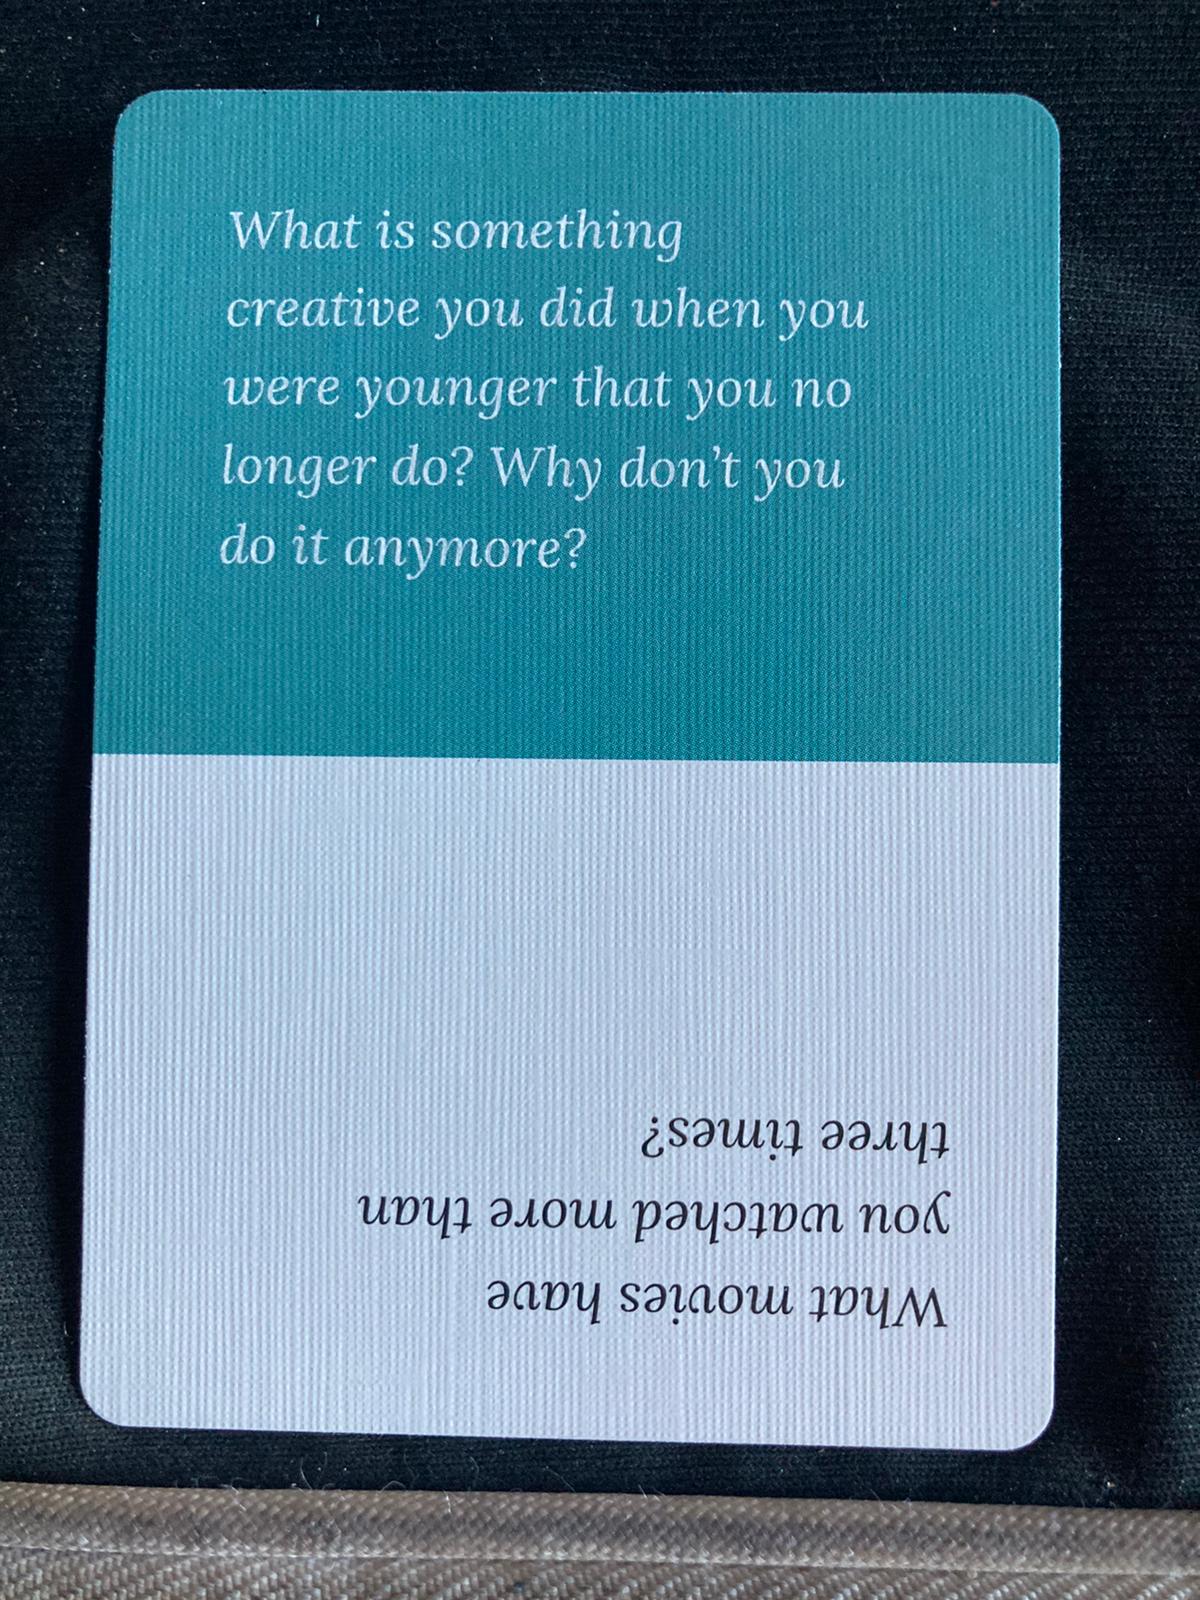 What is something
creative you did when you
were younger that you no
longer do? Why don't you
do it anymore?
What movies have
you watched more than
three times?